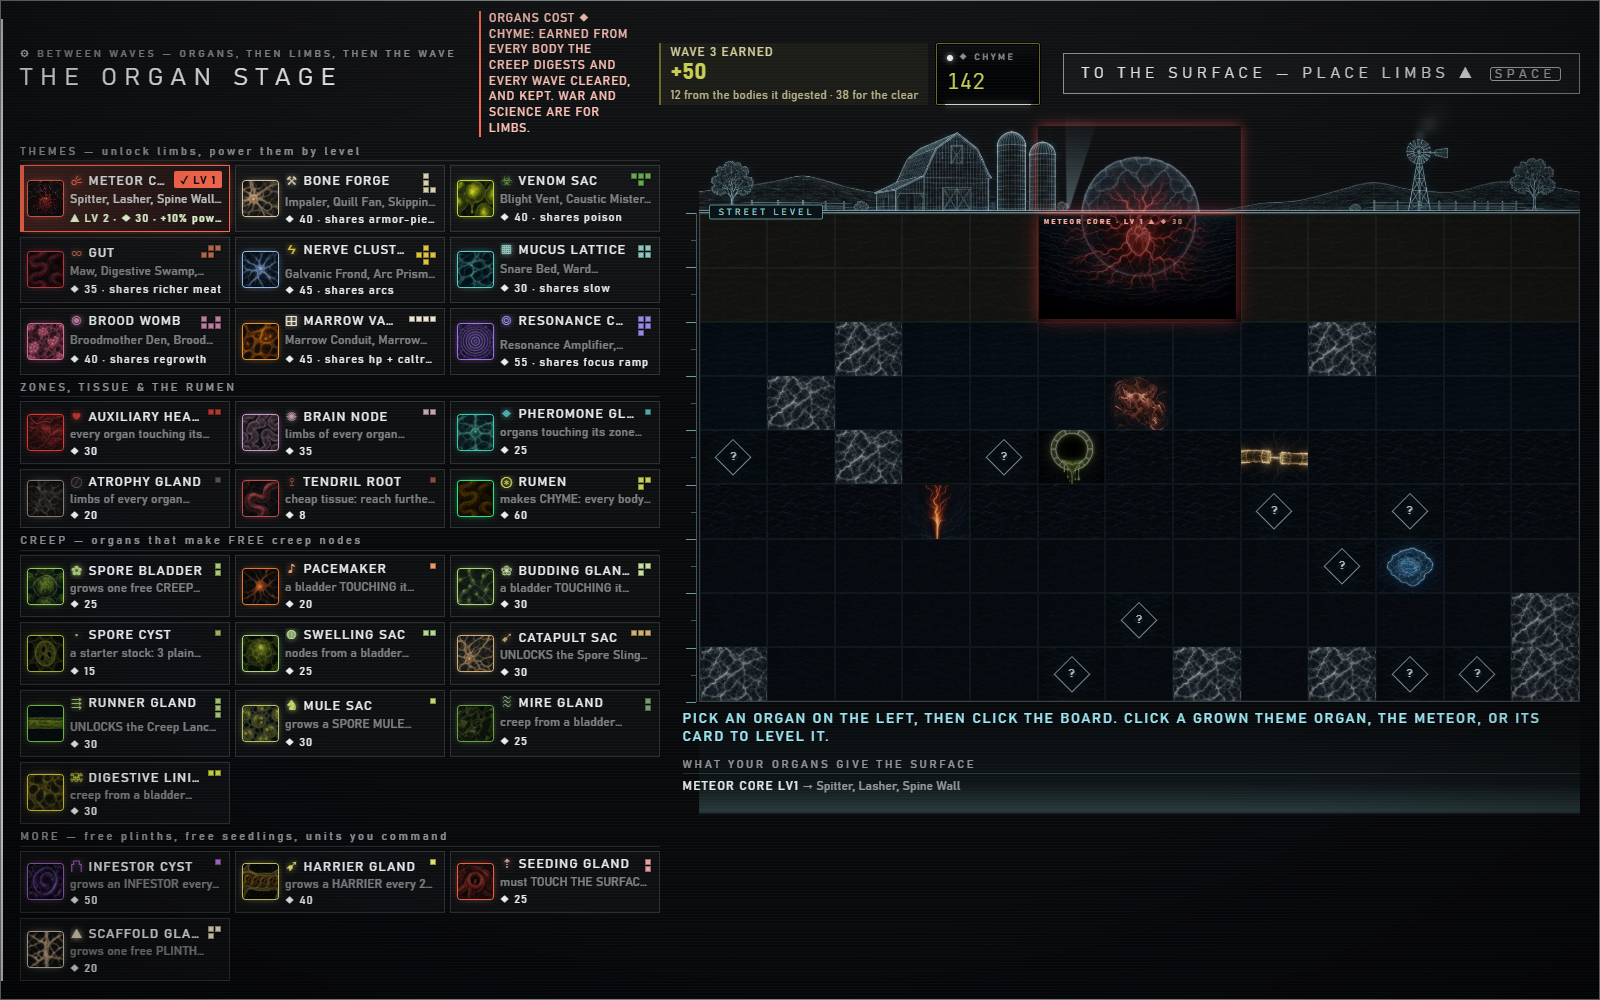 BETWEEN WAVES — ORGANS, THEN LIMBS, THEN THE WAVE
THE ORGAN STAGE
ORGANS COST ◆
CHYME: EARNED FROM
EVERY BODY THE
CREEP DIGESTS AND
EVERY WAVE CLEARED,
AND KEPT. WAR AND
SCIENCE ARE FOR
LIMBS.
WAVE 3 EARNED
+50
12 from the bodies it digested · 38 for the clear
◆ CHYME
142
TO THE SURFACE — PLACE LIMBS ▲ SPACE
THEMES — unlock limbs, power them by level
METEOR C... ✓ LV 1
Spitter, Lasher, Spine Wall...
▲ LV 2 · ◆ 30 · +10% pow...
BONE FORGE
Impaler, Quill Fan, Skippin...
◆ 40 · shares armor-pie...
VENOM SAC
Blight Vent, Caustic Mister...
◆ 40 · shares poison
GUT
Maw, Digestive Swamp,...
◆ 35 · shares richer meat
NERVE CLUST...
Galvanic Frond, Arc Prism...
◆ 45 · shares arcs
MUCUS LATTICE
Snare Bed, Ward...
◆ 30 · shares slow
BROOD WOMB
Broodmother Den, Brood...
◆ 40 · shares regrowth
MARROW VA...
Marrow Conduit, Marrow...
◆ 45 · shares hp + caltr...
RESONANCE C...
Resonance Amplifier,...
◆ 55 · shares focus ramp
ZONES, TISSUE & THE RUMEN
AUXILIARY HEA...
every organ touching its...
◆ 30
BRAIN NODE
limbs of every organ...
◆ 35
PHEROMONE GL...
organs touching its zone...
◆ 25
ATROPHY GLAND
limbs of every organ...
◆ 20
TENDRIL ROOT
cheap tissue: reach furthe...
◆ 8
RUMEN
makes CHYME: every body...
◆ 60
CREEP — organs that make FREE creep nodes
SPORE BLADDER
grows one free CREEP...
◆ 25
PACEMAKER
a bladder TOUCHING it...
◆ 20
BUDDING GLAN...
a bladder TOUCHING it...
◆ 30
SPORE CYST
a starter stock: 3 plain...
◆ 15
SWELLING SAC
nodes from a bladder...
◆ 25
CATAPULT SAC
UNLOCKS the Spore Sling...
◆ 30
RUNNER GLAND
UNLOCKS the Creep Lanc...
◆ 30
MULE SAC
grows a SPORE MULE...
◆ 30
MIRE GLAND
creep from a bladder...
◆ 25
DIGESTIVE LINI...
creep from a bladder...
◆ 30
MORE — free plinths, free seedlings, units you command
INFESTOR CYST
grows an INFESTOR every...
◆ 50
HARRIER GLAND
grows a HARRIER every 2...
◆ 40
SEEDING GLAND
must TOUCH THE SURFAC...
◆ 25
SCAFFOLD GLA...
grows one free PLINTH...
◆ 20
STREET LEVEL
METEOR CORE · LV 1 ▲ ◆ 30
?
?
?
?
?
?
?
?
?
PICK AN ORGAN ON THE LEFT, THEN CLICK THE BOARD. CLICK A GROWN THEME ORGAN, THE METEOR, OR ITS
CARD TO LEVEL IT.
WHAT YOUR ORGANS GIVE THE SURFACE
METEOR CORE LV1 → Spitter, Lasher, Spine Wall